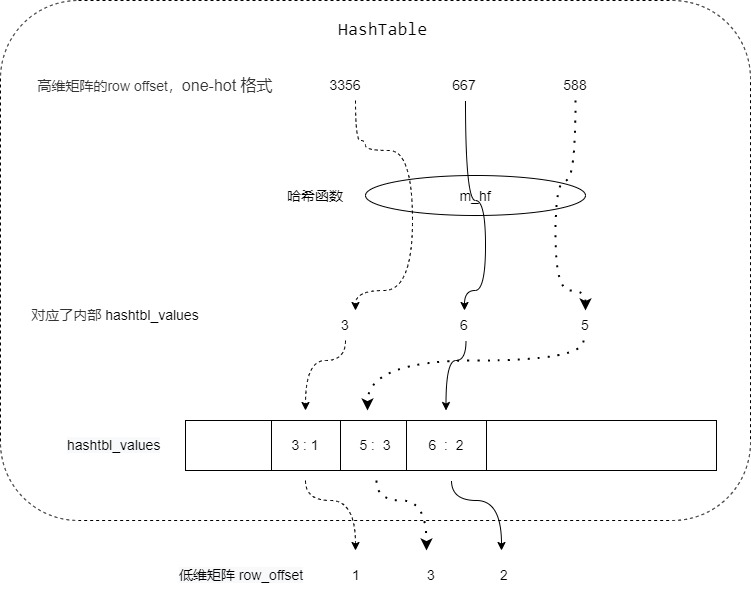 HashTable
高维矩阵的row offset，one-hot 格式 3356 667 588
哈希函数 m_hf
对应了内部 hashtbl_values
3 6 5
hashtbl_values 3 : 1 5 : 3 6 : 2
低维矩阵 row_offset 1 3 2